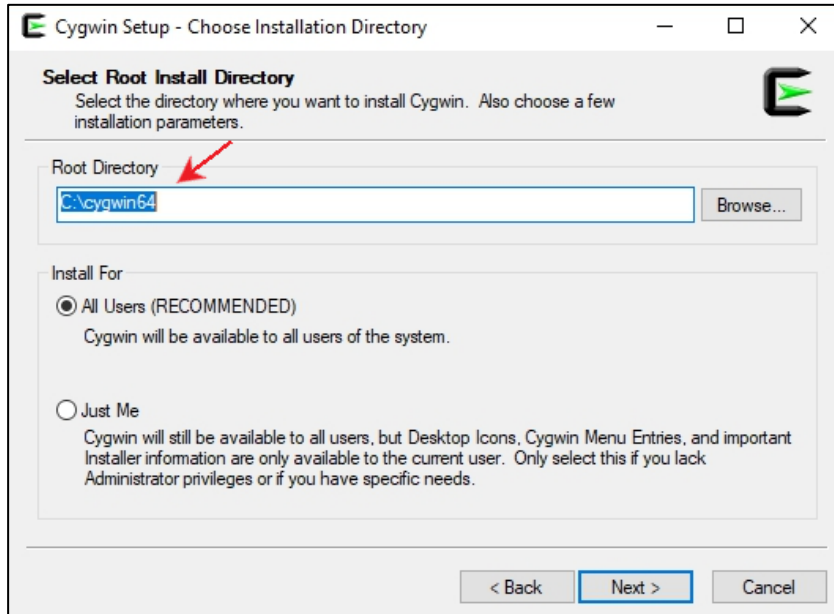 Cygwin Setup - Choose Installation Directory
Select Root Install Directory
Select the directory where you want to install Cygwin. Also choose a few
installation parameters.
Root Directory
C:\cygwin64
Browse...
Install For
All Users (RECOMMENDED)
Cygwin will be available to all users of the system.
Just Me
Cygwin will still be available to all users, but Desktop Icons, Cygwin Menu Entries, and important
Installer information are only available to the current user. Only select this if you lack
Administrator privileges or if you have specific needs.
< Back
Next >
Cancel